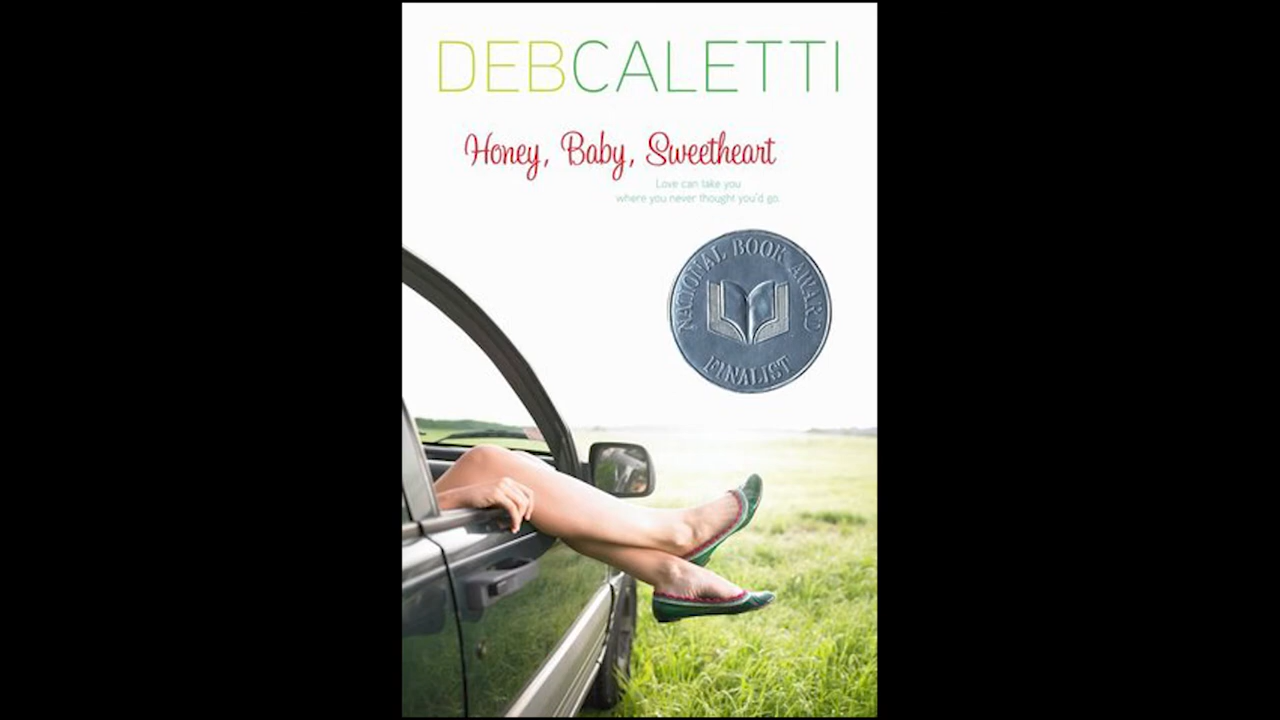 DEBCALETTI
Honey, Baby, Sweetheart
Love can take you
where you never thought you'd go.
NATIONAL BOOK AWARD
FINALIST